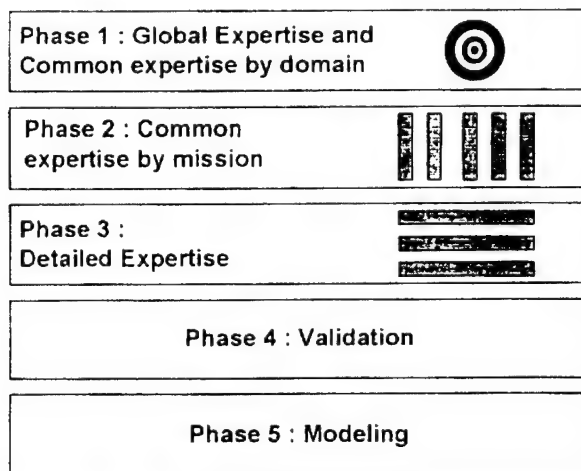 Phase 1 : Global Expertise and
Common expertise by domain
Phase 2 : Common
expertise by mission
Phase 3 :
Detailed Expertise
Phase 4 : Validation
Phase 5 : Modeling